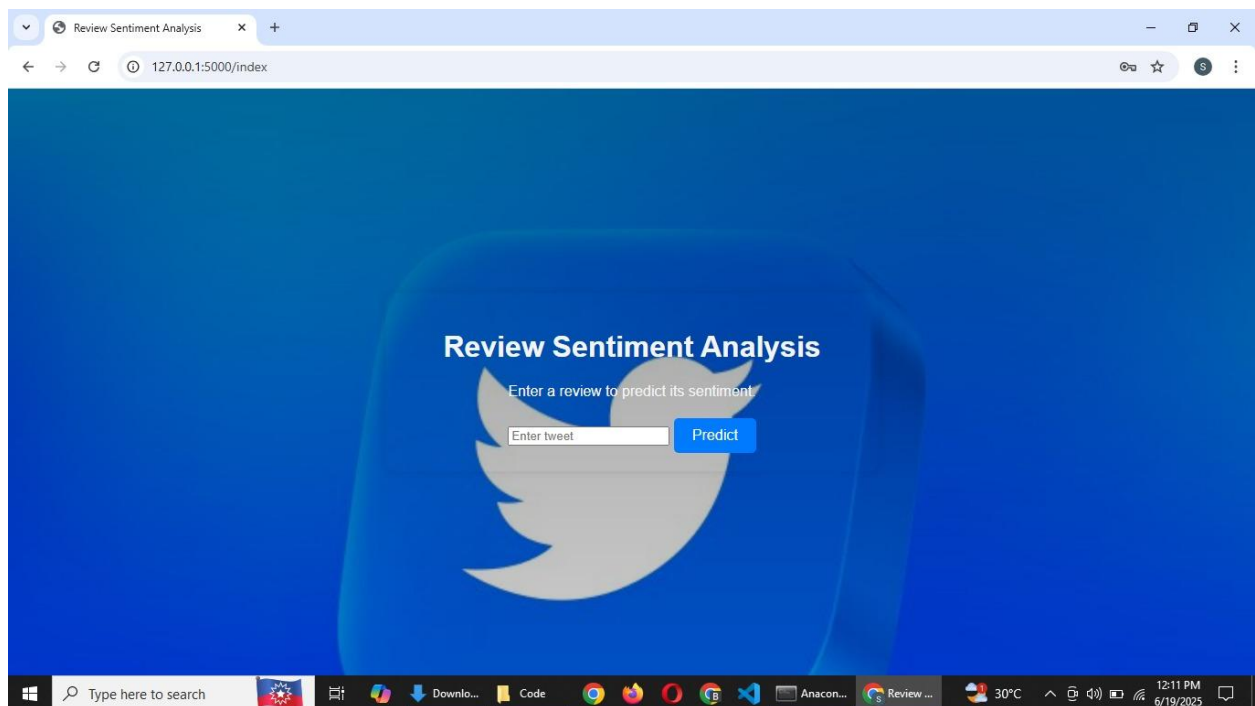 Review Sentiment Analysis
127.0.0.1:5000/index
S
Review Sentiment Analysis
Enter a review to predict its sentiment.
Enter tweet
Predict
Type here to search
Downlo...
Code
Anacon...
Review ...
30°C
12:11 PM
6/19/2025